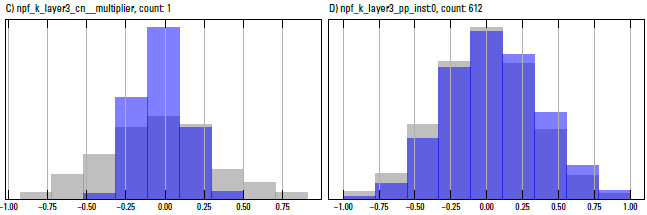 C) npf_k_layer3_cn__multiplier, count: 1
D) npf_k_layer3_pp_inst:0, count: 612
-1.00 -0.75 -0.50 -0.25 0.00 0.25 0.50 0.75
-1.00 -0.75 -0.50 -0.25 0.00 0.25 0.50 0.75 1.00